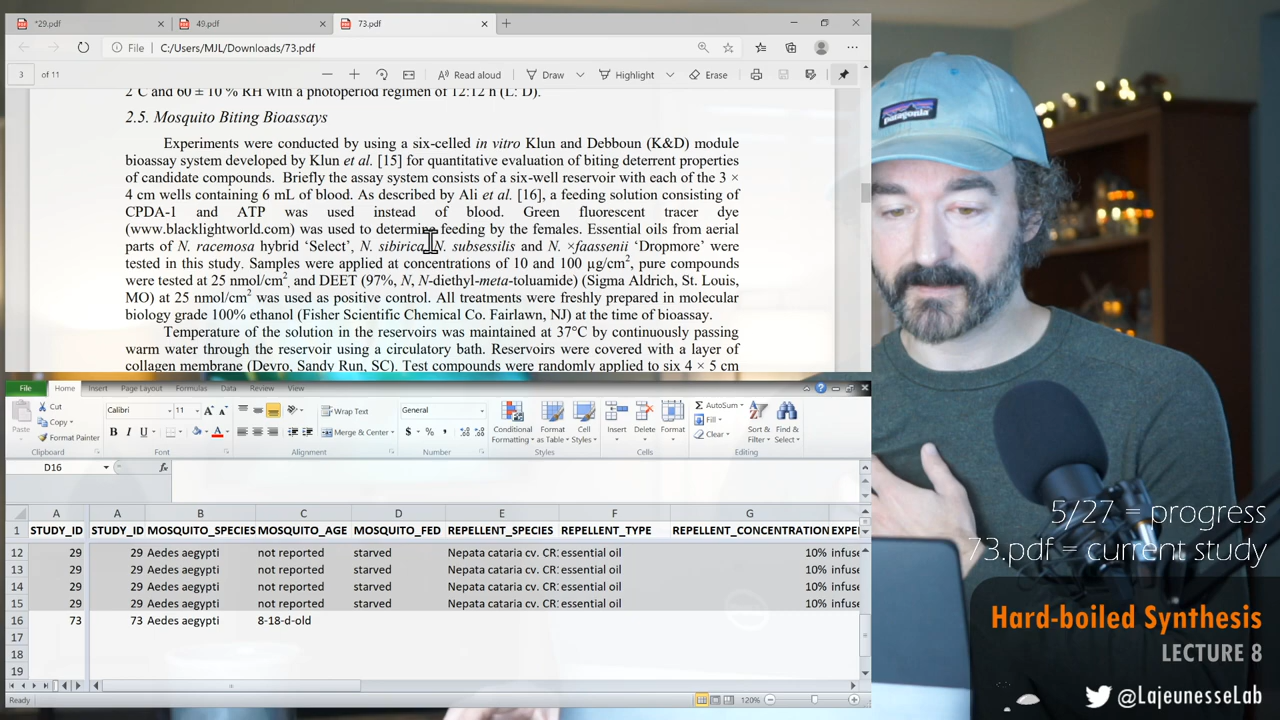 *29.pdf
49.pdf
73.pdf
File
C:/Users/MJL/Downloads/73.pdf
3 of 11
Read aloud
Draw
Highlight
Erase
2°C and 60 ± 10 % RH with a photoperiod regimen of 12:12 h (L: D).
2.5. Mosquito Biting Bioassays
Experiments were conducted by using a six-celled in vitro Klun and Debboun (K&D) module
bioassay system developed by Klun et al. [15] for quantitative evaluation of biting deterrent properties
of candidate compounds. Briefly the assay system consists of a six-well reservoir with each of the 3 ×
4 cm wells containing 6 mL of blood. As described by Ali et al. [16], a feeding solution consisting of
CPDA-1 and ATP was used instead of blood. Green fluorescent tracer dye
(www.blacklightworld.com) was used to determine feeding by the females. Essential oils from aerial
parts of N. racemosa hybrid ‘Select’, N. sibirica, N. subsessilis and N. ×faassenii ‘Dropmore’ were
tested in this study. Samples were applied at concentrations of 10 and 100 µg/cm2, pure compounds
were tested at 25 nmol/cm2 and DEET (97%, N, N-diethyl-meta-toluamide) (Sigma Aldrich, St. Louis,
MO) at 25 nmol/cm2 was used as positive control. All treatments were freshly prepared in molecular
biology grade 100% ethanol (Fisher Scientific Chemical Co. Fairlawn, NJ) at the time of bioassay.
Temperature of the solution in the reservoirs was maintained at 37°C by continuously passing
warm water through the reservoir using a circulatory bath. Reservoirs were covered with a layer of
collagen membrane (Devro, Sandy Run, SC). Test compounds were randomly applied to six 4 × 5 cm
File Home Insert Page Layout Formulas Data Review View
Paste
Cut
Copy
Format Painter
Clipboard
Calibri 11
B I U
Font
Wrap Text
Merge & Center
Alignment
General
$ % ,
Number
Conditional Formatting
Format as Table
Cell Styles
Styles
Insert
Delete
Format
Cells
AutoSum
Fill
Clear
Sort & Filter
Find & Select
Editing
D16
fx
A A B C D E F G
1 STUDY_ID STUDY_ID MOSQUITO_SPECIES MOSQUITO_AGE MOSQUITO_FED REPELLENT_SPECIES REPELLENT_TYPE REPELLENT_CONCENTRATION EXPE
12 29 29 Aedes aegypti not reported starved Nepata cataria cv. CR: essential oil 10% infuse
13 29 29 Aedes aegypti not reported starved Nepata cataria cv. CR: essential oil 10% infuse
14 29 29 Aedes aegypti not reported starved Nepata cataria cv. CR: essential oil 10% infuse
15 29 29 Aedes aegypti not reported starved Nepata cataria cv. CR: essential oil 10% infuse
16 73 73 Aedes aegypti 8-18-d-old
17
18
19
Ready
120%
patagonia
5/27 = progress
73.pdf = current study
Hard-boiled Synthesis
LECTURE 8
@LajeunesseLab